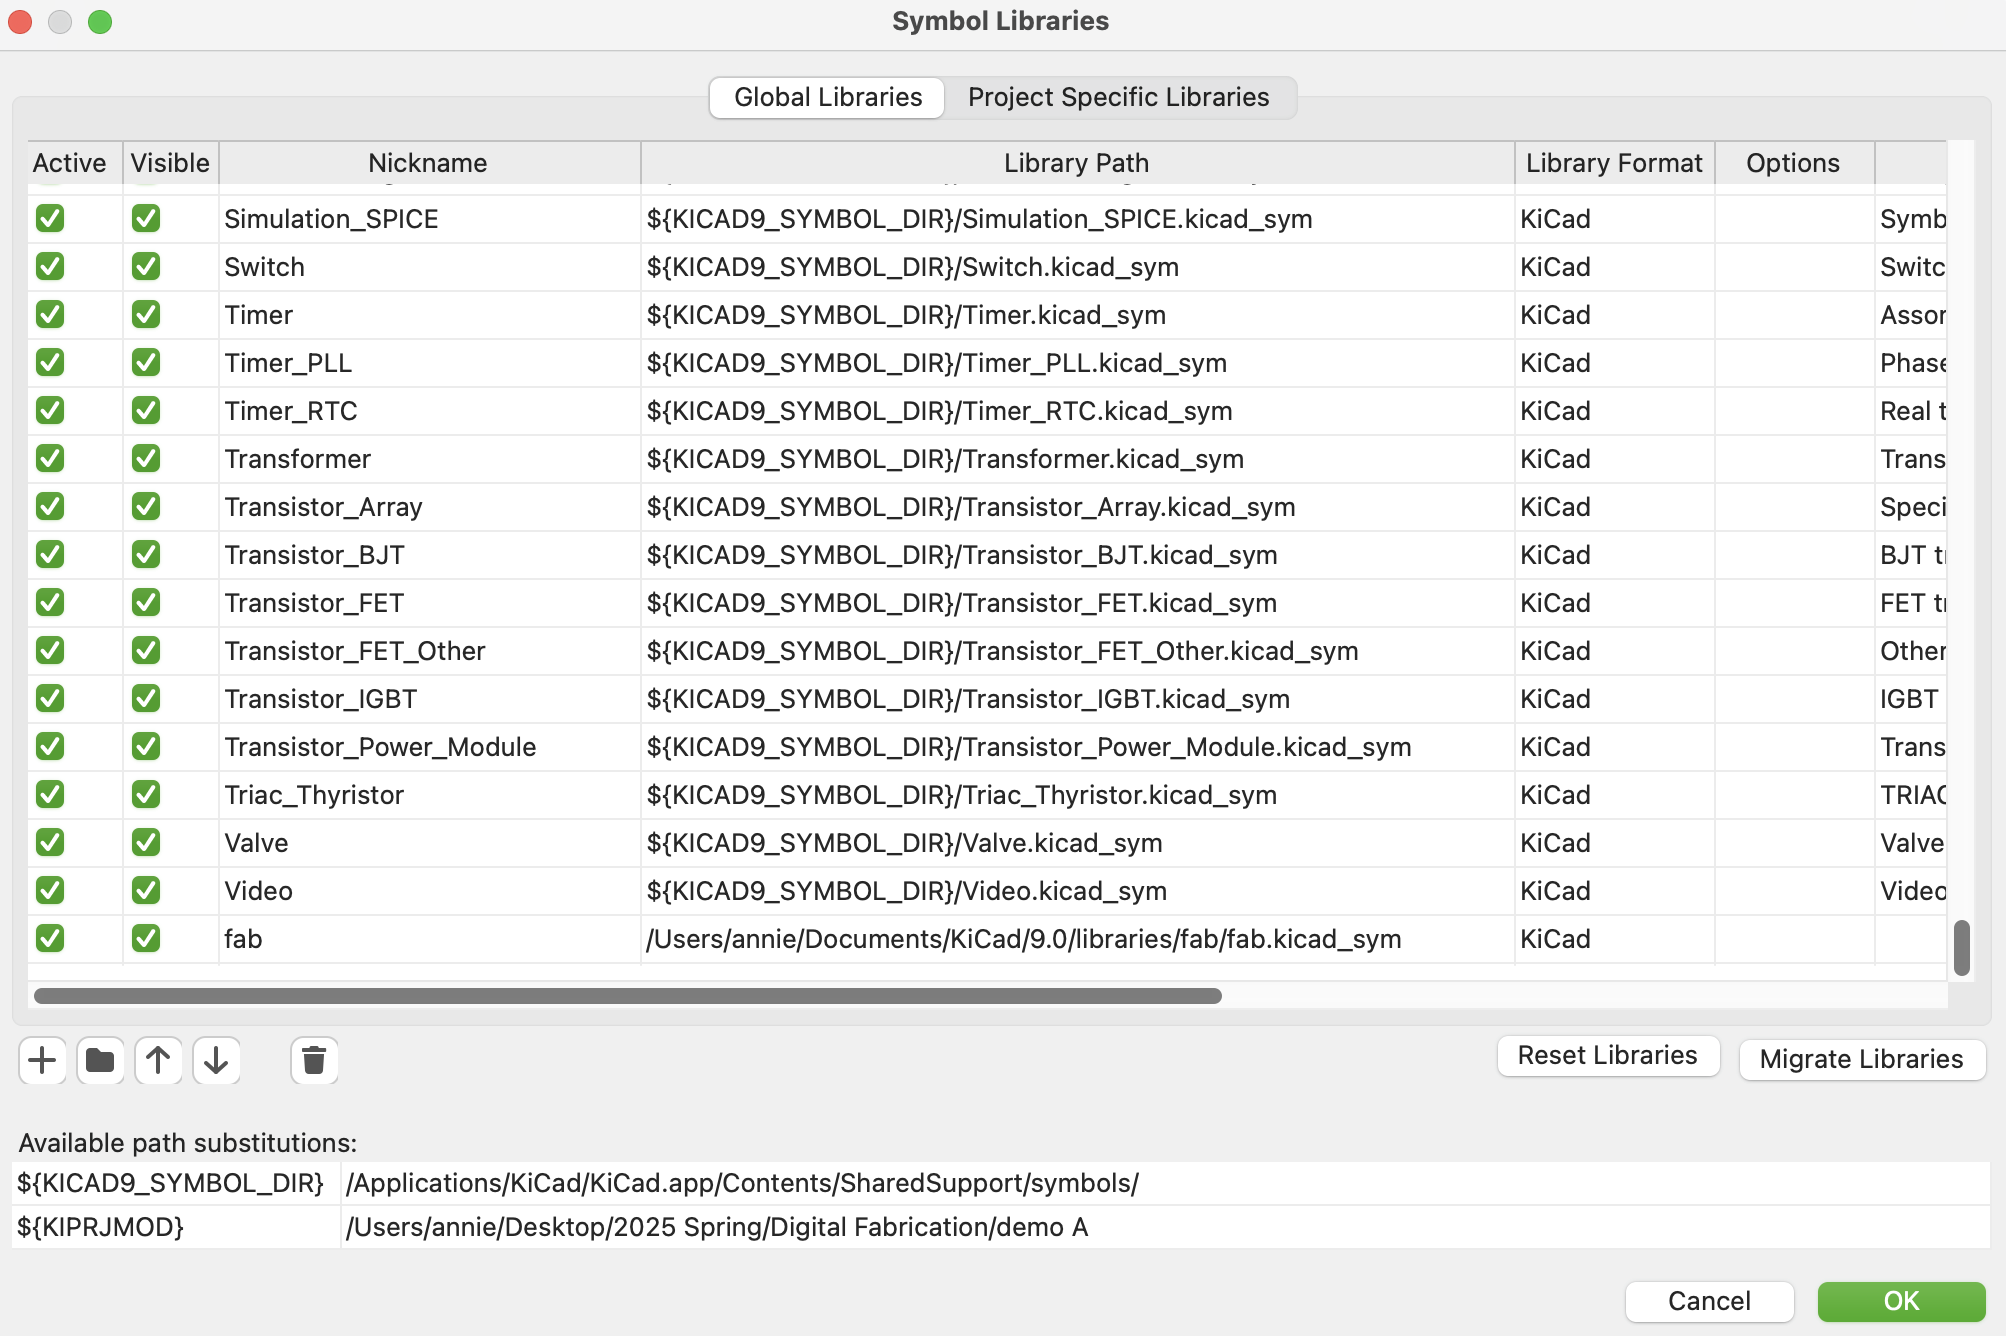 Symbol Libraries
Global Libraries Project Specific Libraries
Active Visible Nickname Library Path Library Format Options
Simulation_SPICE ${KICAD9_SYMBOL_DIR}/Simulation_SPICE.kicad_sym KiCad Symb
Switch ${KICAD9_SYMBOL_DIR}/Switch.kicad_sym KiCad Switc
Timer ${KICAD9_SYMBOL_DIR}/Timer.kicad_sym KiCad Assor
Timer_PLL ${KICAD9_SYMBOL_DIR}/Timer_PLL.kicad_sym KiCad Phase
Timer_RTC ${KICAD9_SYMBOL_DIR}/Timer_RTC.kicad_sym KiCad Real t
Transformer ${KICAD9_SYMBOL_DIR}/Transformer.kicad_sym KiCad Trans
Transistor_Array ${KICAD9_SYMBOL_DIR}/Transistor_Array.kicad_sym KiCad Speci
Transistor_BJT ${KICAD9_SYMBOL_DIR}/Transistor_BJT.kicad_sym KiCad BJT t
Transistor_FET ${KICAD9_SYMBOL_DIR}/Transistor_FET.kicad_sym KiCad FET t
Transistor_FET_Other ${KICAD9_SYMBOL_DIR}/Transistor_FET_Other.kicad_sym KiCad Other
Transistor_IGBT ${KICAD9_SYMBOL_DIR}/Transistor_IGBT.kicad_sym KiCad IGBT
Transistor_Power_Module ${KICAD9_SYMBOL_DIR}/Transistor_Power_Module.kicad_sym KiCad Trans
Triac_Thyristor ${KICAD9_SYMBOL_DIR}/Triac_Thyristor.kicad_sym KiCad TRIAC
Valve ${KICAD9_SYMBOL_DIR}/Valve.kicad_sym KiCad Valve
Video ${KICAD9_SYMBOL_DIR}/Video.kicad_sym KiCad Video
fab /Users/annie/Documents/KiCad/9.0/libraries/fab/fab.kicad_sym KiCad
Reset Libraries Migrate Libraries
Available path substitutions:
${KICAD9_SYMBOL_DIR} /Applications/KiCad/KiCad.app/Contents/SharedSupport/symbols/
${KIPRJMOD} /Users/annie/Desktop/2025 Spring/Digital Fabrication/demo A
Cancel OK